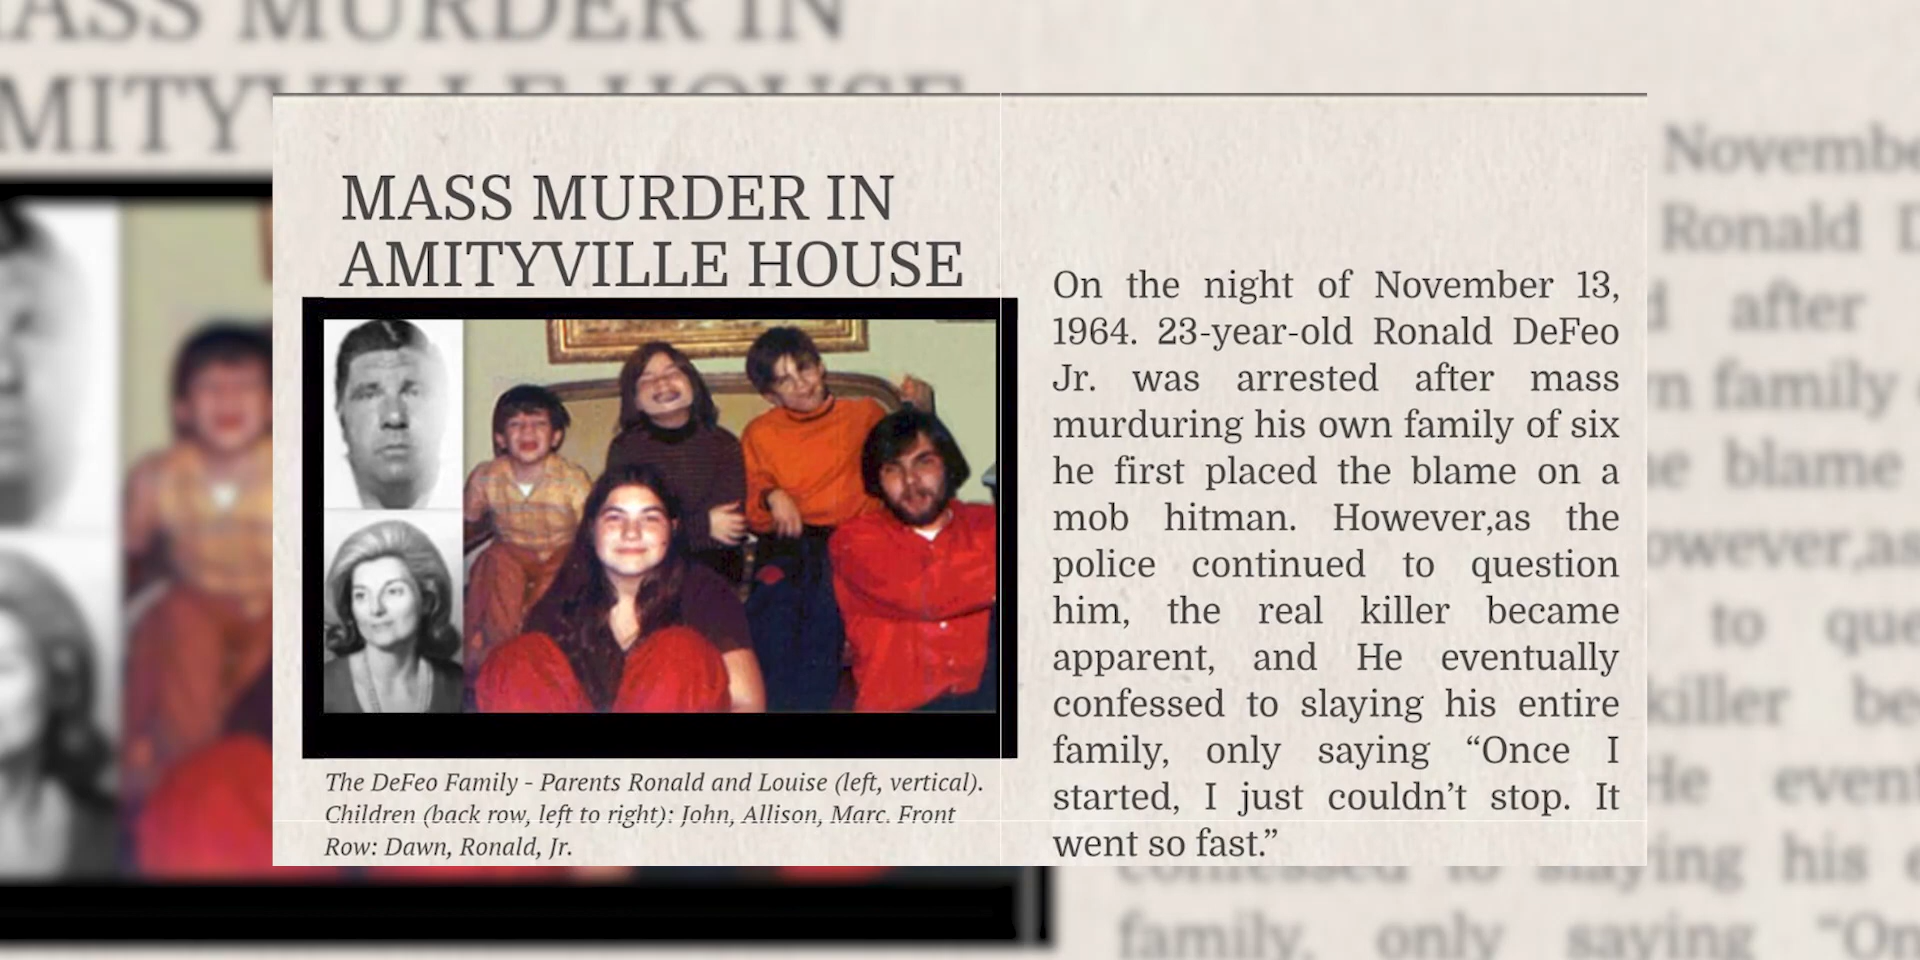 MASS MURDER IN
AMITYVILLE HOUSE
The DeFeo Family - Parents Ronald and Louise (left, vertical).
Children (back row, left to right): John, Allison, Marc. Front
Row: Dawn, Ronald, Jr.
On the night of November 13,
1964. 23-year-old Ronald DeFeo
Jr. was arrested after mass
murduring his own family of six
he first placed the blame on a
mob hitman. However,as the
police continued to question
him, the real killer became
apparent, and He eventually
confessed to slaying his entire
family, only saying “Once I
started, I just couldn’t stop. It
went so fast.”